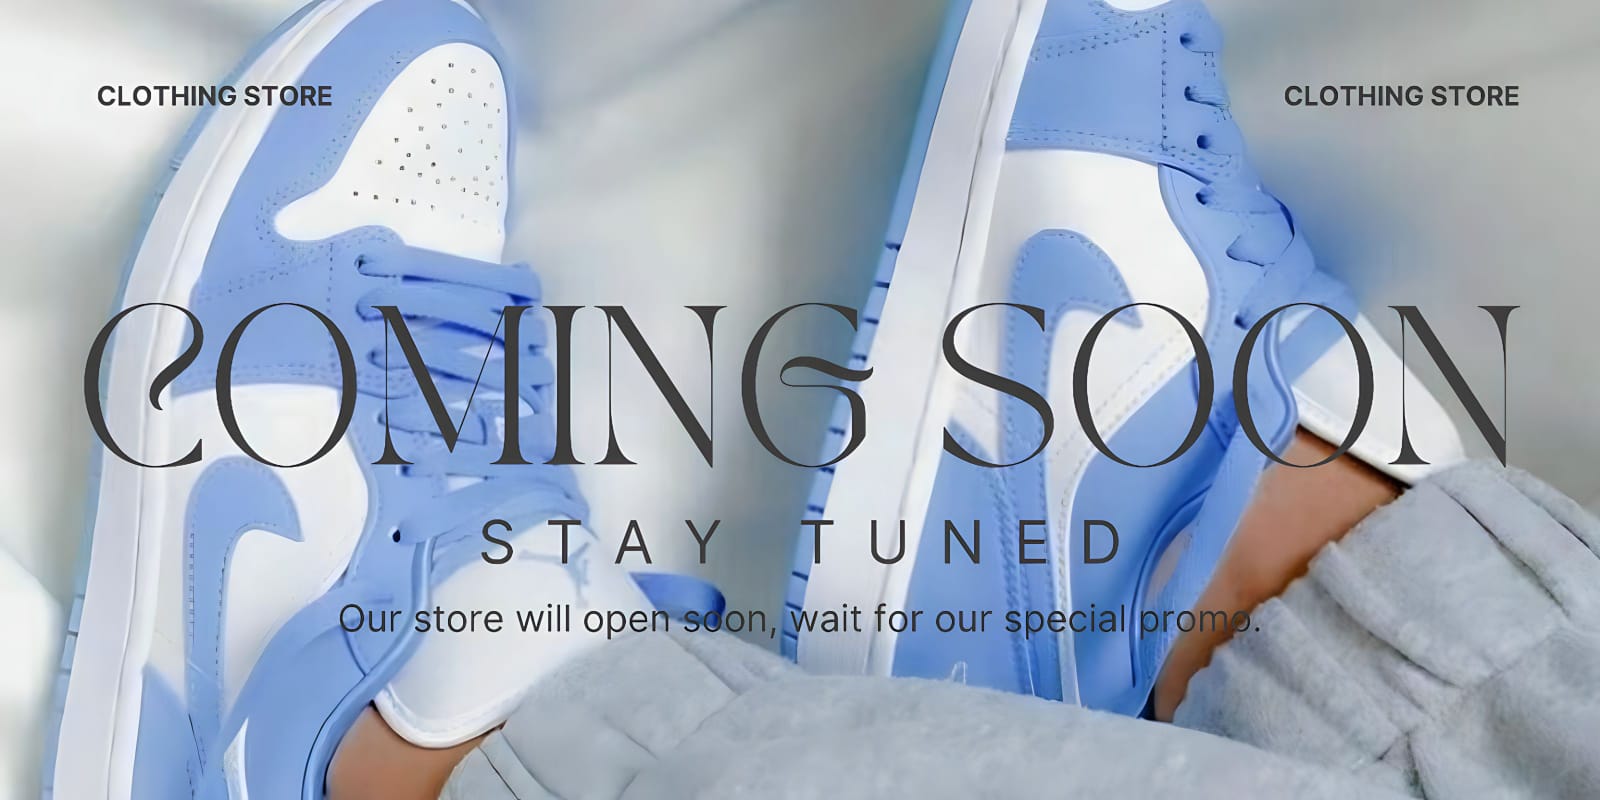 CLOTHING STORE
CLOTHING STORE
COMING SOON
STAY TUNED
Our store will open soon, wait for our special promo.